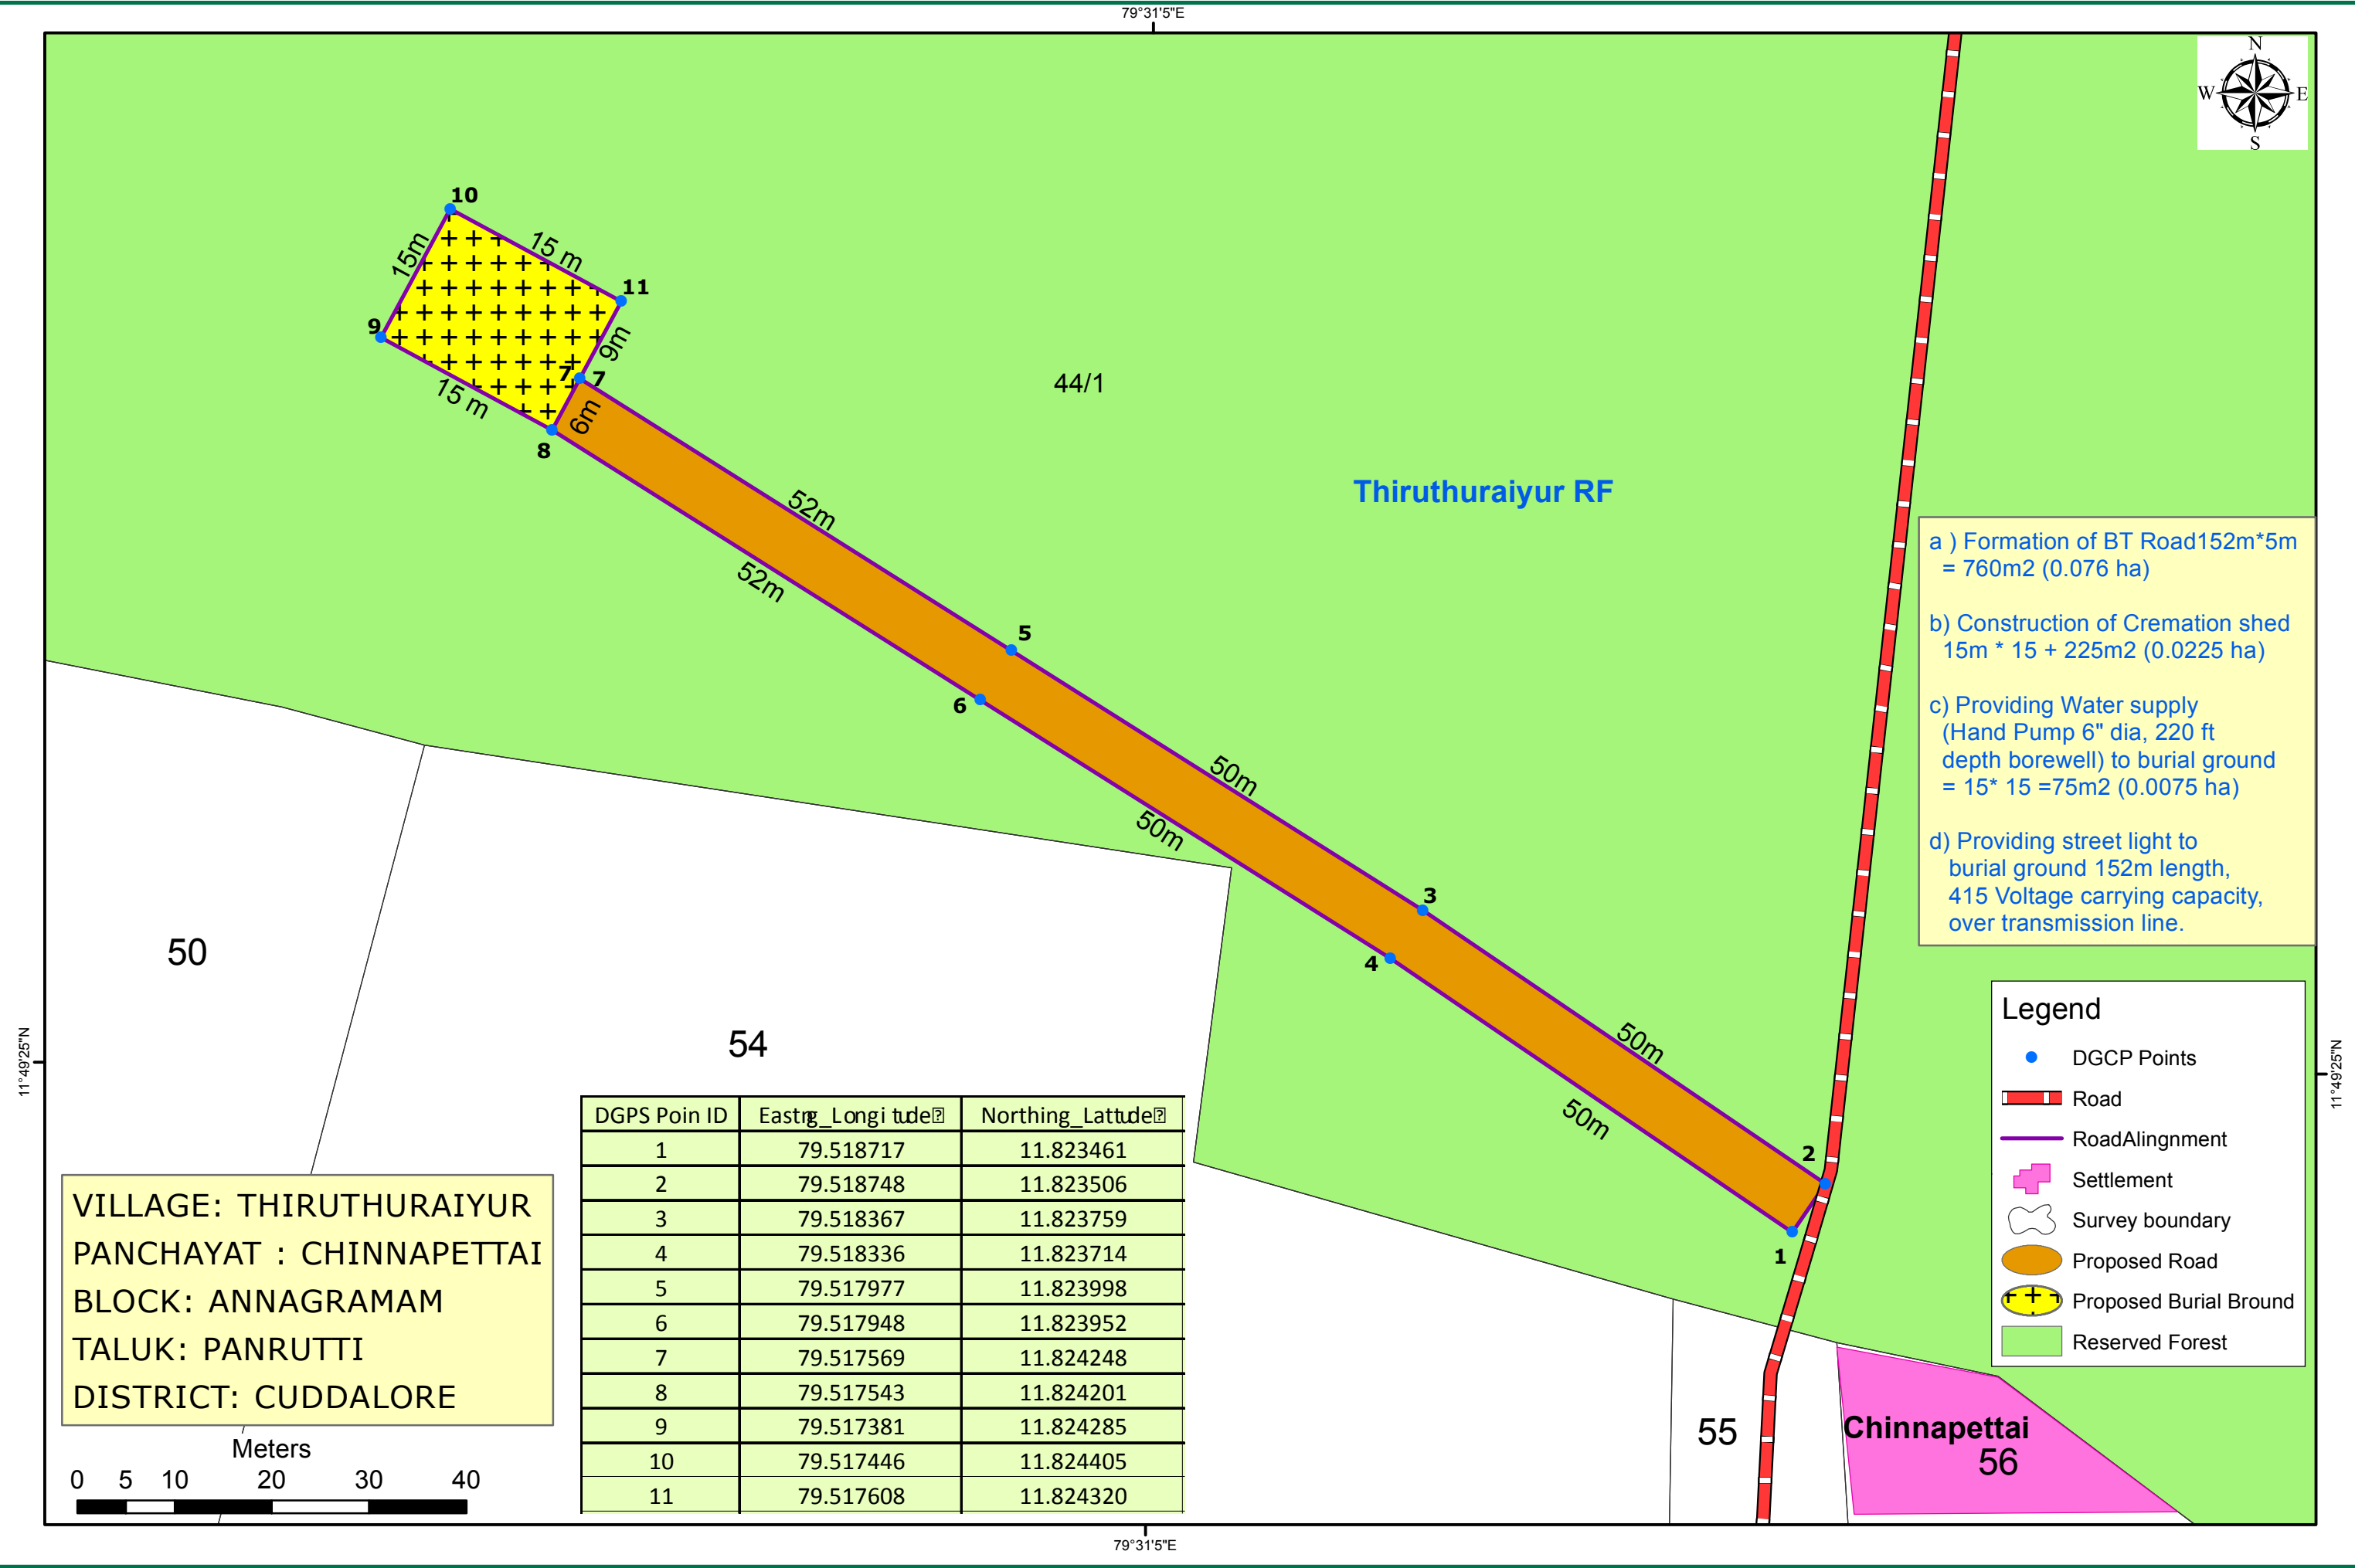 79°31'5"E
N
W
E
S
10
15 m
15m
11
9
9m
7
7
15 m
6m
8
44/1
Thiruthuraiyur RF
52m
52m
5
6
50m
50m
3
4
50m
50m
2
1
a ) Formation of BT Road152m*5m
= 760m2 (0.076 ha)
b) Construction of Cremation shed
15m * 15 + 225m2 (0.0225 ha)
c) Providing Water supply
(Hand Pump 6" dia, 220 ft
depth borewell) to burial ground
= 15* 15 =75m2 (0.0075 ha)
d) Providing street light to
burial ground 152m length,
415 Voltage carrying capacity,
over transmission line.
50
54
11°49'25"N
11°49'25"N
Legend
DGCP Points
Road
RoadAlingnment
Settlement
Survey boundary
Proposed Road
Proposed Burial Bround
Reserved Forest
DGPS Poin ID Eastng_Longi tude Northing_Lattude
1 79.518717 11.823461
2 79.518748 11.823506
3 79.518367 11.823759
4 79.518336 11.823714
5 79.517977 11.823998
6 79.517948 11.823952
7 79.517569 11.824248
8 79.517543 11.824201
9 79.517381 11.824285
10 79.517446 11.824405
11 79.517608 11.824320
VILLAGE: THIRUTHURAIYUR
PANCHAYAT : CHINNAPETTAI
BLOCK: ANNAGRAMAM
TALUK: PANRUTTI
DISTRICT: CUDDALORE
Meters
0 5 10 20 30 40
55
Chinnapettai
56
79°31'5"E